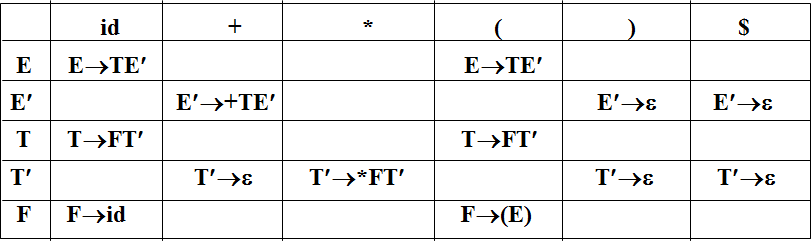 id + * ( ) $
E E→TE′ E→TE′
E′ E′→+TE′ E′→ε E′→ε
T T→FT′ T→FT′
T′ T′→ε T′→*FT′ T′→ε T′→ε
F F→id F→(E)